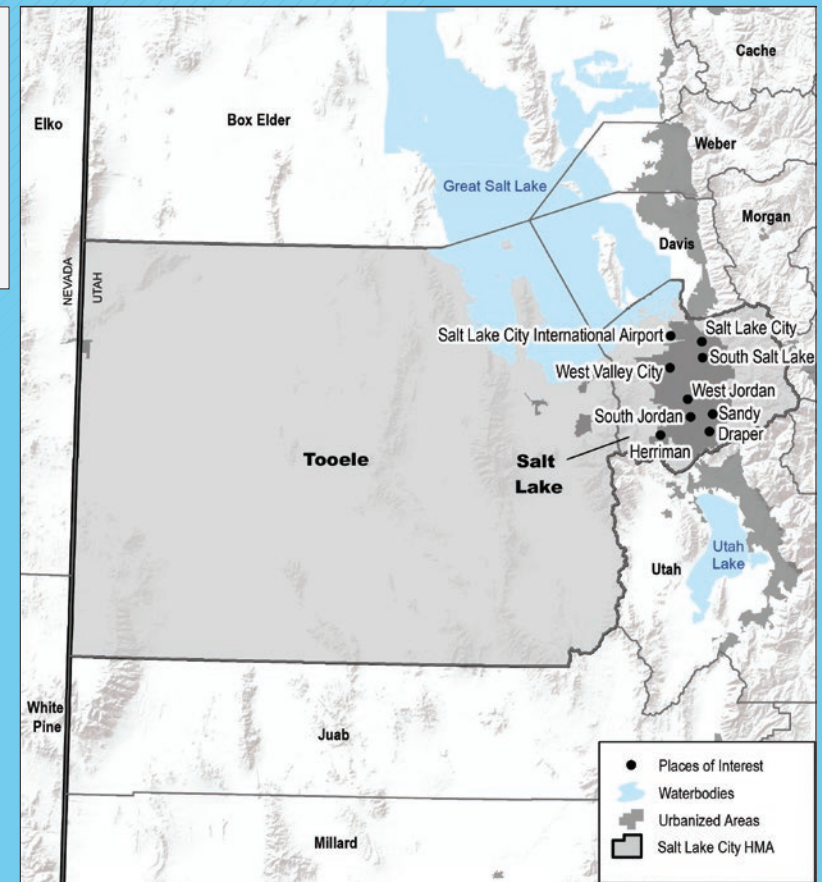 Cache
Elko
Box Elder
Weber
Great Salt Lake
Morgan
Davis
NEVADA
UTAH
Salt Lake City International Airport
Salt Lake City
South Salt Lake
West Valley City
West Jordan
South Jordan
Sandy
Draper
Herriman
Tooele
Salt
Lake
Utah
Lake
Utah
White
Pine
Juab
Millard
Places of Interest
Waterbodies
Urbanized Areas
Salt Lake City HMA